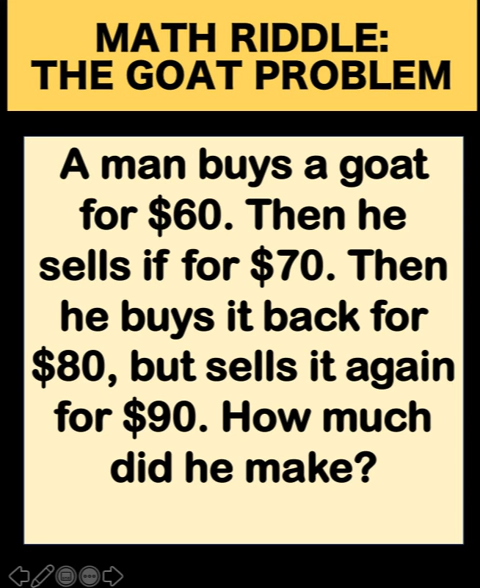 MATH RIDDLE:
THE GOAT PROBLEM
A man buys a goat
for $60. Then he
sells if for $70. Then
he buys it back for
$80, but sells it again
for $90. How much
did he make?